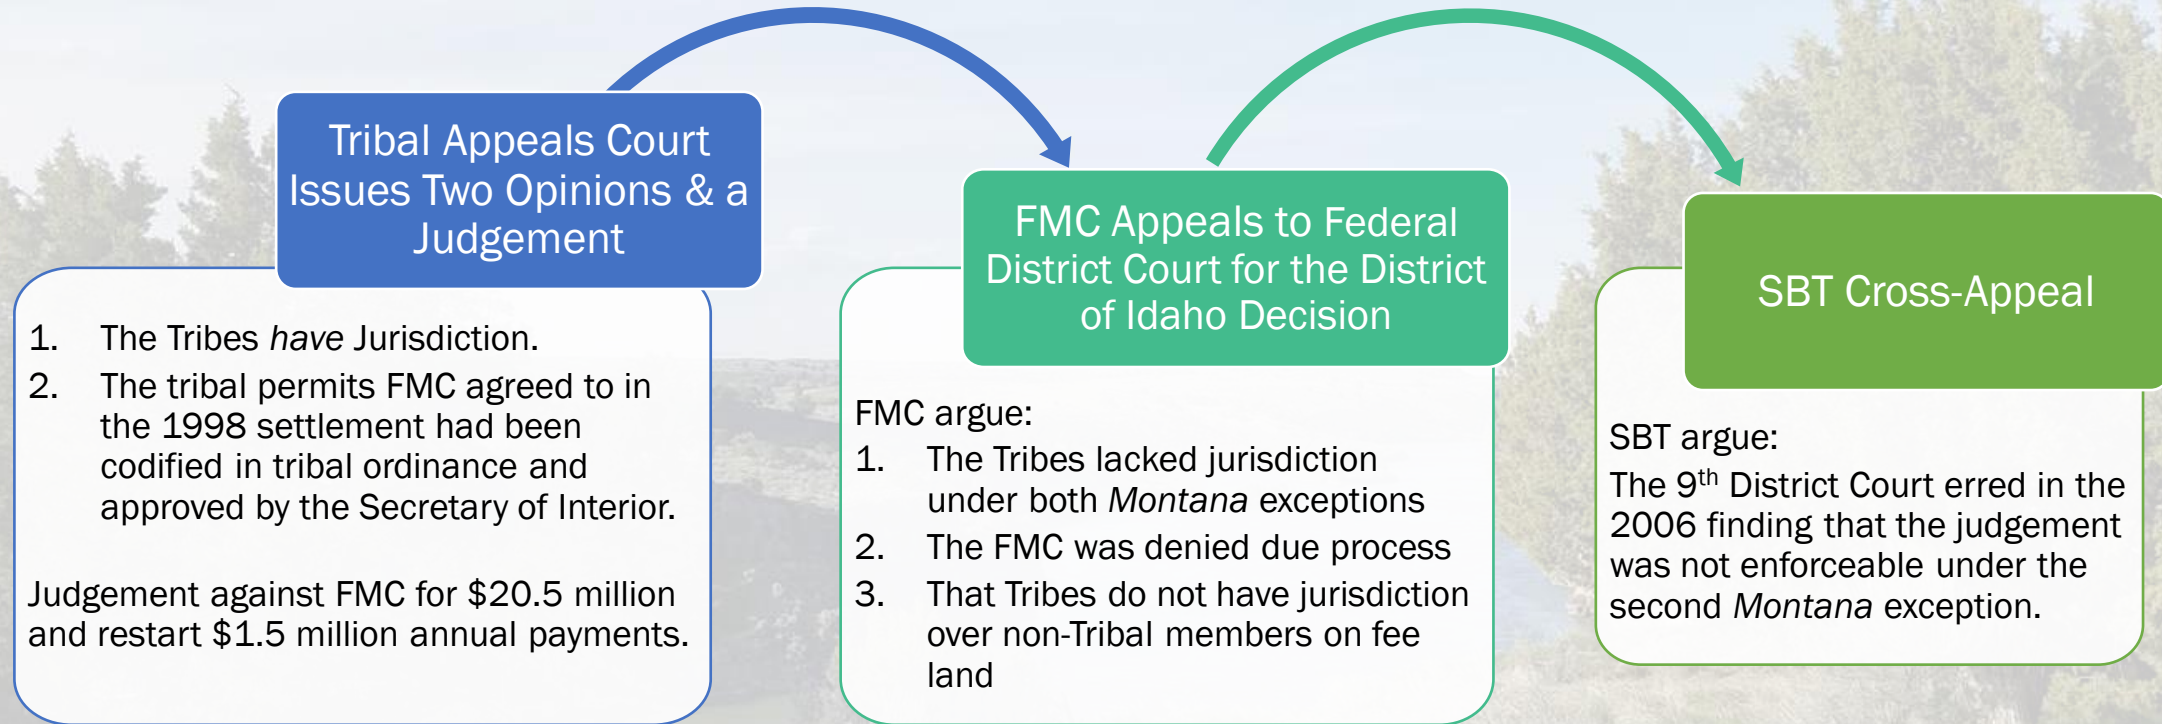 Tribal Appeals Court
Issues Two Opinions & a
Judgement
1. The Tribes have Jurisdiction.
2. The tribal permits FMC agreed to in
the 1998 settlement had been
codified in tribal ordinance and
approved by the Secretary of Interior.
Judgement against FMC for $20.5 million
and restart $1.5 million annual payments.
FMC Appeals to Federal
District Court for the District
of Idaho Decision
FMC argue:
1. The Tribes lacked jurisdiction
under both Montana exceptions
2. The FMC was denied due process
3. That Tribes do not have jurisdiction
over non-Tribal members on fee
land
SBT Cross-Appeal
SBT argue:
The 9th District Court erred in the
2006 finding that the judgement
was not enforceable under the
second Montana exception.